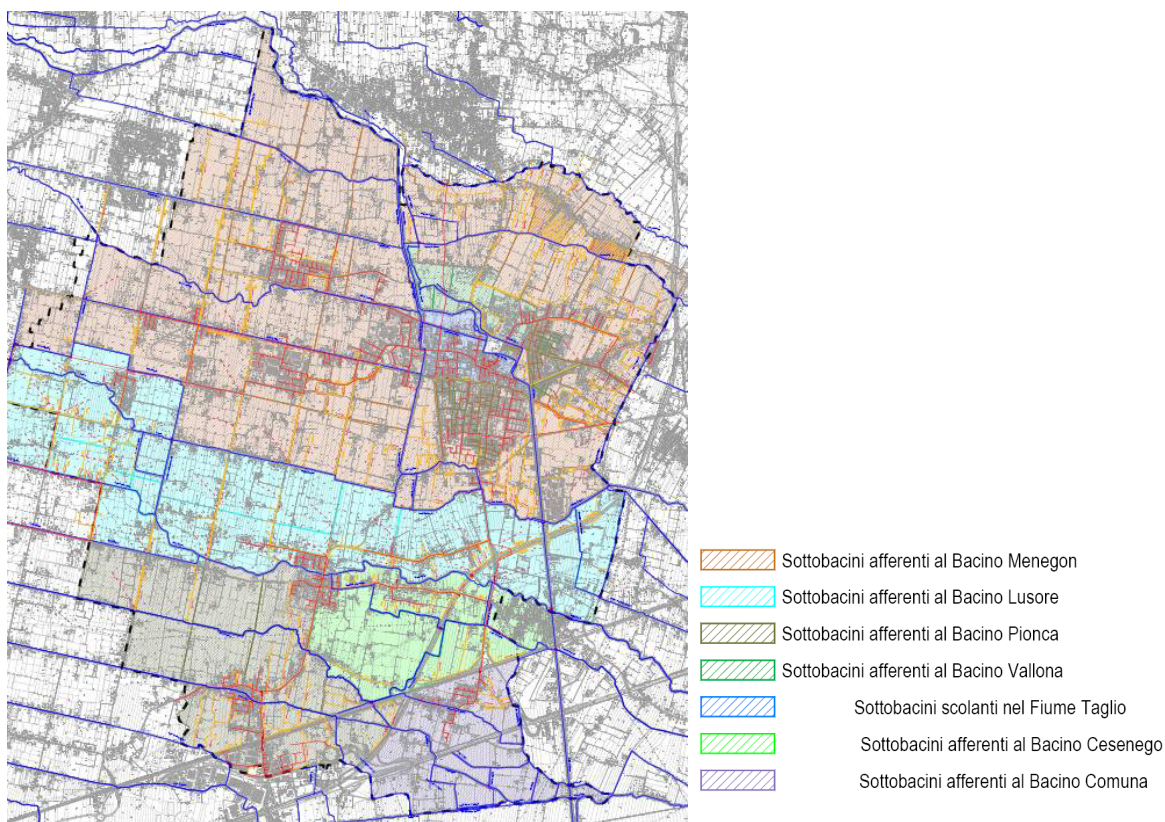 Sottobacini afferenti al Bacino Menegon
Sottobacini afferenti al Bacino Lusore
Sottobacini afferenti al Bacino Pionca
Sottobacini afferenti al Bacino Vallona
Sottobacini scolanti nel Fiume Taglio
Sottobacini afferenti al Bacino Cesenego
Sottobacini afferenti al Bacino Comuna